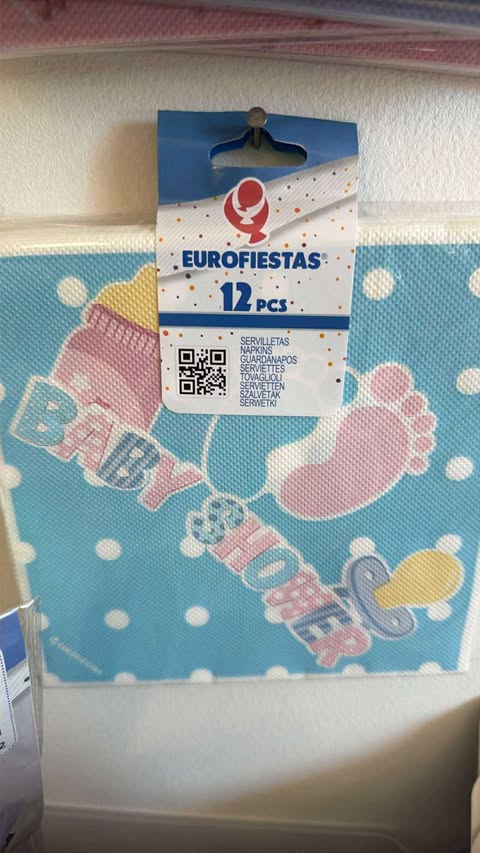 EUROFIESTAS®
12 PCS
SERVILLETAS
NAPKINS
GUARDANAPOS
SERVIETTES
TOVAGLIOLI
SERVIETTEN
SZALVÉTÁK
SERWETKI
BABY SHOWER